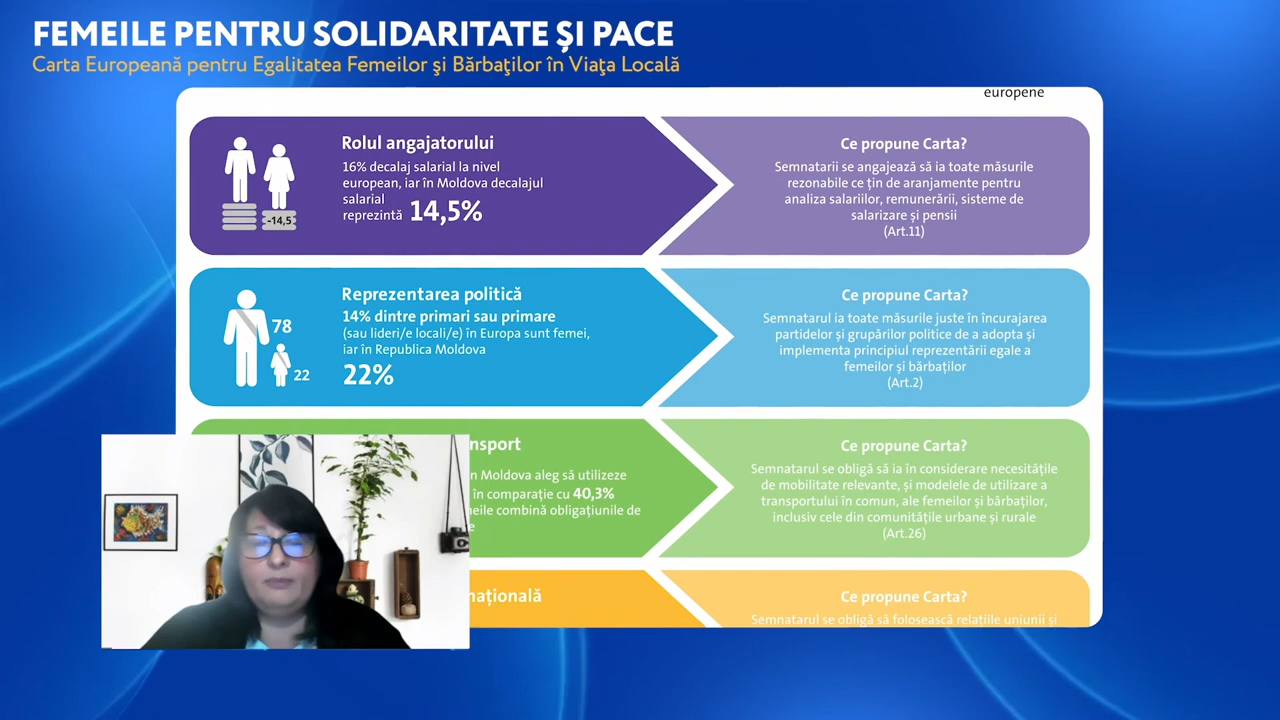 FEMEILE PENTRU SOLIDARITATE ȘI PACE
Carta Europeană pentru Egalitatea Femeilor şi Bărbaţilor în Viaţa Locală
europene
Rolul angajatorului
16% decalaj salarial la nivel
european, iar în Moldova decalajul
salarial
reprezintă 14,5%
-14,5
Ce propune Carta?
Semnatarii se angajează să ia toate măsurile
rezonabile ce țin de aranjamente pentru
analiza salariilor, remunerării, sisteme de
salarizare și pensii
(Art.11)
Reprezentarea politică
14% dintre primari sau primare
(sau lideri/e locali/e) în Europa sunt femei,
iar în Republica Moldova
22%
78
22
Ce propune Carta?
Semnatarul ia toate măsurile juste în încurajarea
partidelor și grupărilor politice de a adopta și
implementa principiul reprezentării egale a
femeilor și bărbaților
(Art.2)
nsport
n Moldova aleg să utilizeze
în comparație cu 40,3%
neile combină obligațiunile de
e
Ce propune Carta?
Semnatarul se obligă să ia în considerare necesitățile
de mobilitate relevante, și modelele de utilizare a
transportului în comun, ale femeilor și bărbaților,
inclusiv cele din comunitățile urbane și rurale
(Art.26)
națională
Ce propune Carta?
Semnatarul se obligă să folosească relațiile uniunii și